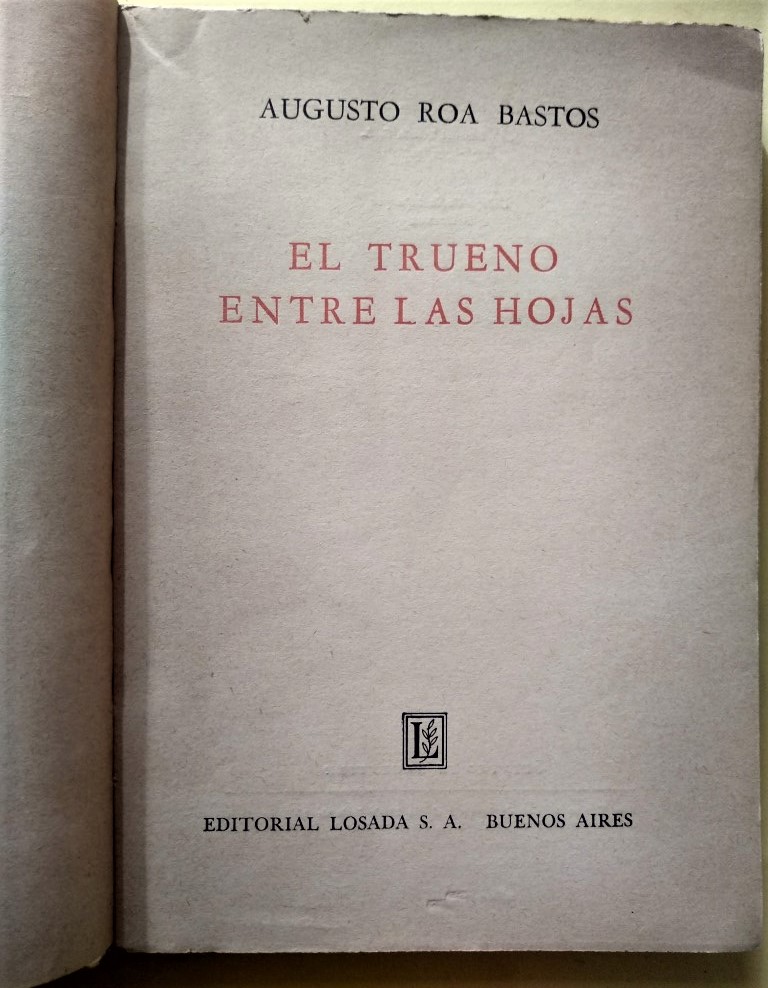 AUGUSTO ROA BASTOS
EL TRUENO
ENTRE LAS HOJAS
L
EDITORIAL LOSADA S. A. BUENOS AIRES